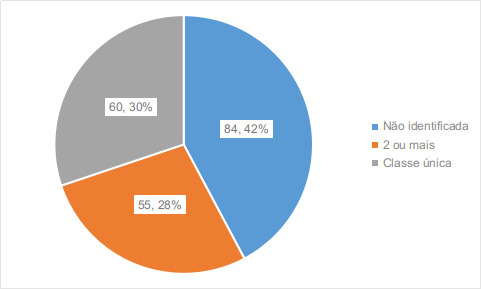 60, 30%
84, 42%
55, 28%
Não identificada
2 ou mais
Classe única